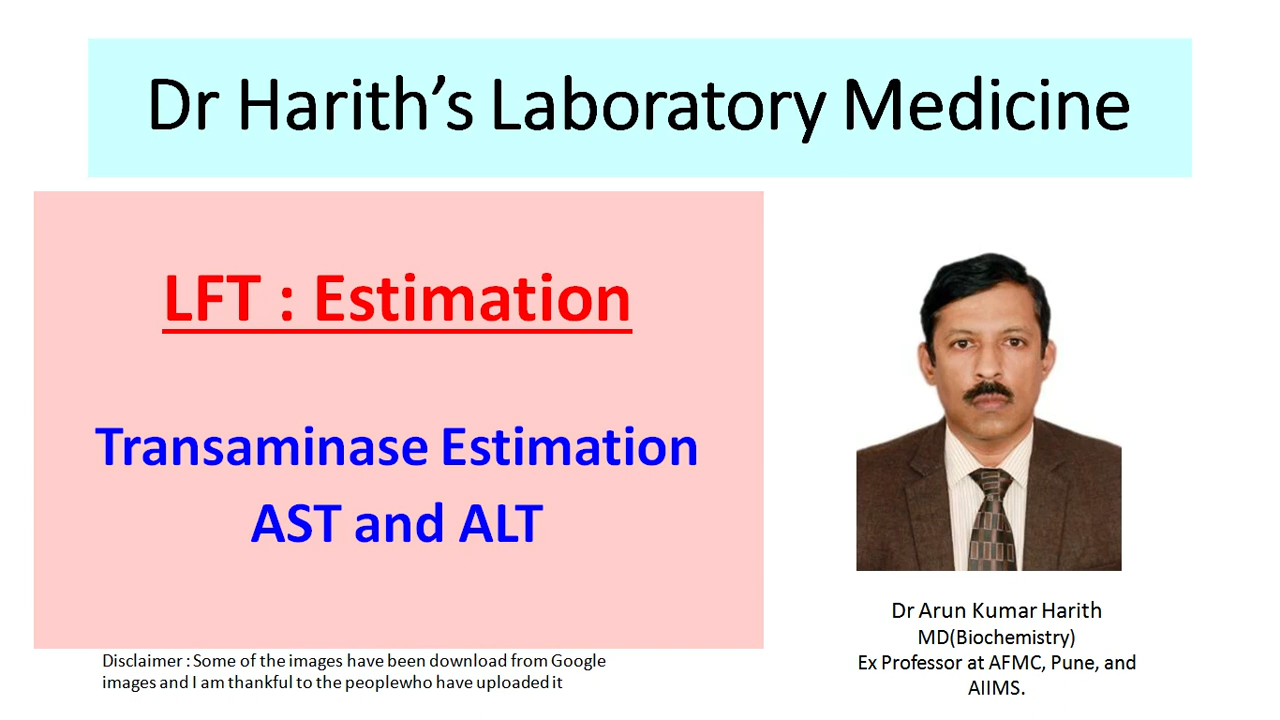 Dr Harith’s Laboratory Medicine
LFT : Estimation
Transaminase Estimation
AST and ALT
Disclaimer : Some of the images have been download from Google
images and I am thankful to the peoplewho have uploaded it
Dr Arun Kumar Harith
MD(Biochemistry)
Ex Professor at AFMC, Pune, and
AIIMS.